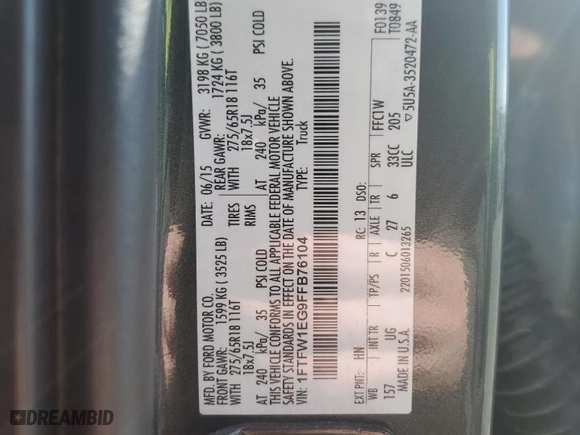 MFD. BY FORD MOTOR CO.
DATE: 06/15 GVWR: 3198 KG ( 7050 LB)
FRONT GAWR: 1599 KG ( 3525 LB) REAR GAWR: 1724 KG ( 3800 LB)
WITH WITH
275/65R18 116T TIRES 275/65R18 116T
18x7.5J RIMS 18x7.5J
AT 240 kPa/ 35 PSI COLD AT 240 kPa/ 35 PSI COLD
THIS VEHICLE CONFORMS TO ALL APPLICABLE FEDERAL MOTOR VEHICLE
SAFETY STANDARDS IN EFFECT ON THE DATE OF MANUFACTURE SHOWN ABOVE.
VIN: 1FTFW1EG9FFB76104 TYPE: Truck
F0139
T0849
EXT PNT: HN RC: 13 DSO: FFC1W
WB INT TR TP/PS R AXLE TR SPR 205
157 UG C 27 6 33CC
MADE IN U.S.A. 2201506013265 ULC
▽5U5A-3520472-AA
DREAMBID